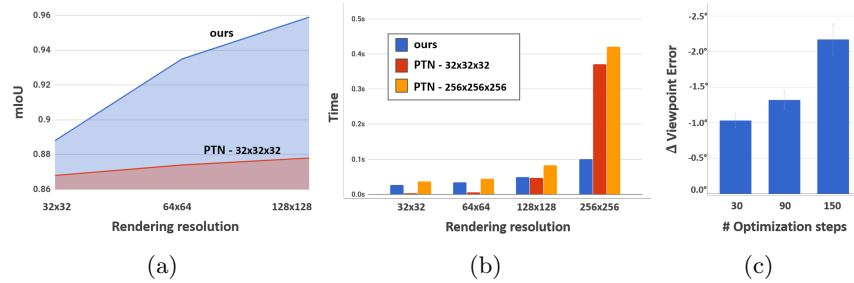 0.96
0.94
0.92
0.9
0.88
0.86
mIoU
ours
PTN - 32x32x32
32x32
64x64
128x128
Rendering resolution
(a)
0.5s
0.4s
0.3s
0.2s
0.1s
0.0s
Time
ours
PTN - 32x32x32
PTN - 256x256x256
32x32
64x64
128x128
256x256
Rendering resolution
(b)
-2.5°
-2.0°
-1.5°
-1.0°
-0.5°
0.0°
Δ Viewpoint Error
30
90
150
# Optimization steps
(c)